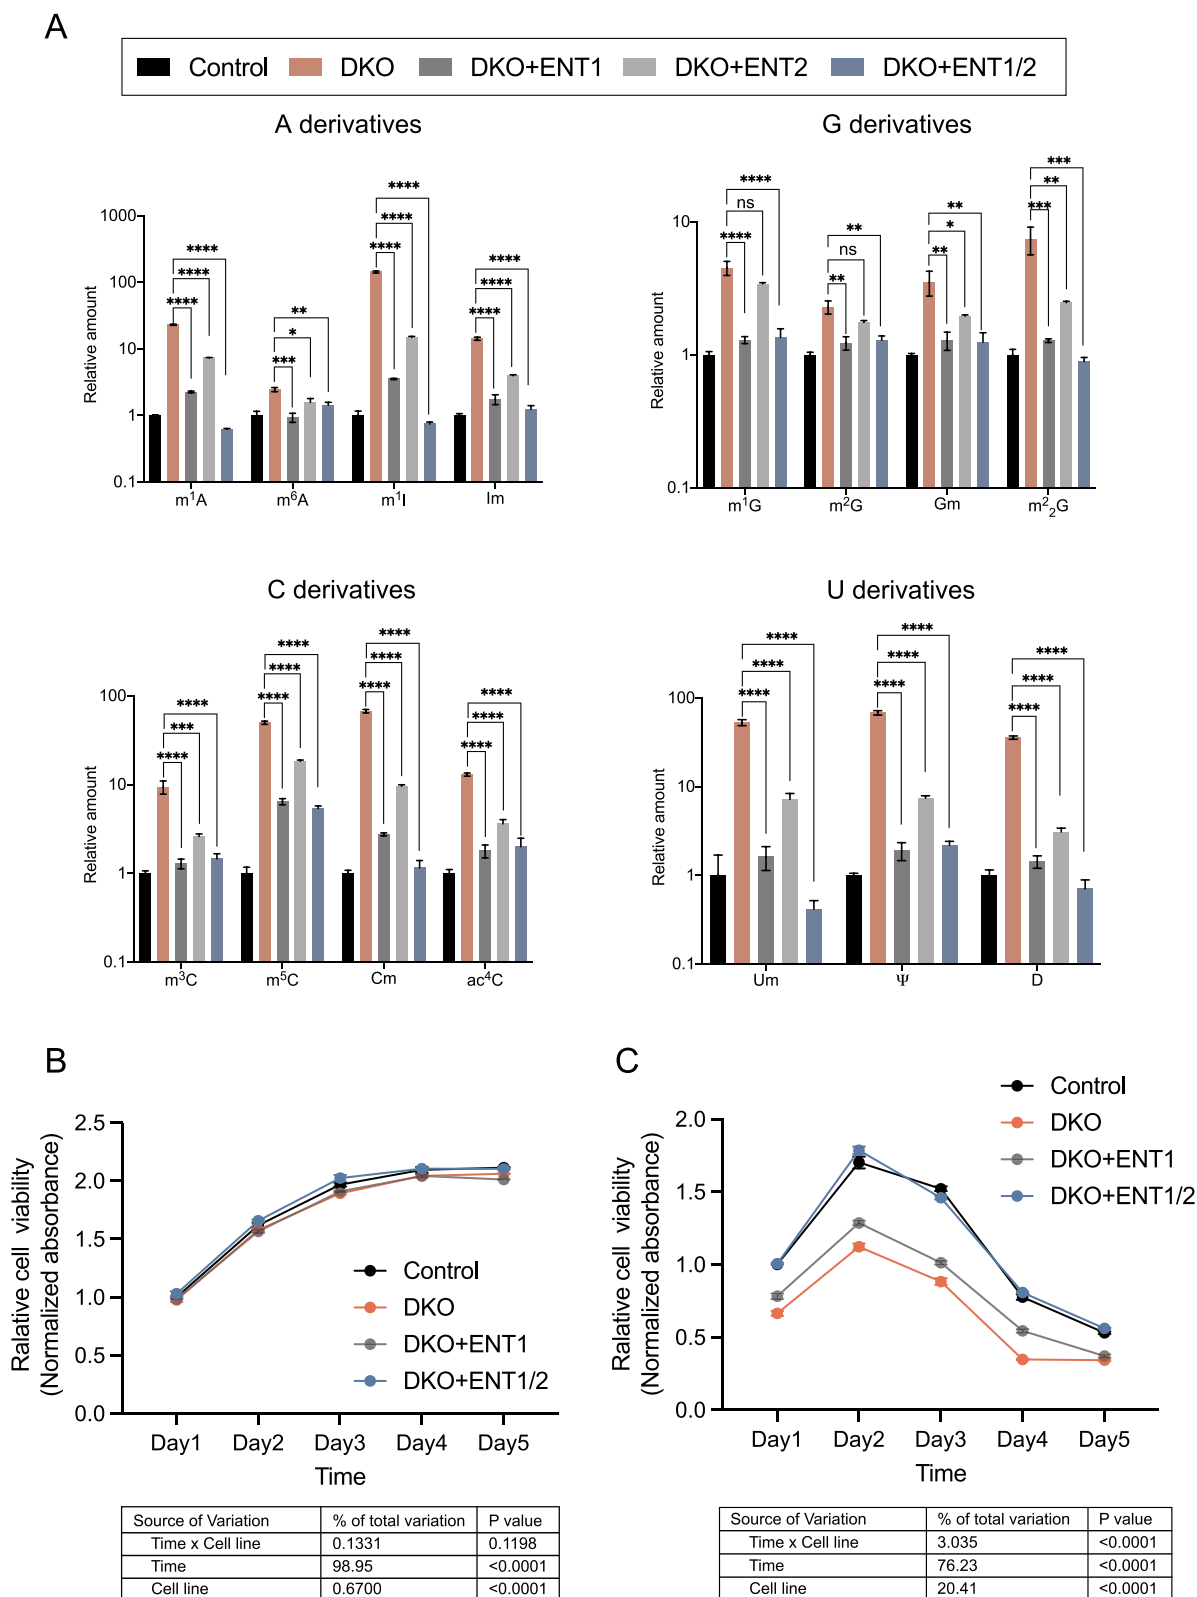 A
Control DKO DKO+ENT1 DKO+ENT2 DKO+ENT1/2
A derivatives
Relative amount
1000
100
10
1
0.1
**** **** ****
*** * **
**** **** ****
**** **** ****
m¹A m⁶A m¹I Im
G derivatives
Relative amount
10
1
0.1
**** ns ****
** ns **
** * **
*** ** ***
m¹G m²G Gm m²₂G
C derivatives
Relative amount
100
10
1
0.1
**** *** ****
**** **** ****
**** **** ****
**** **** ****
m³C m⁵C Cm ac⁴C
U derivatives
Relative amount
100
10
1
0.1
**** **** ****
**** **** ****
**** **** ****
Um Ψ D
B
Ralative cell viability
(Normalized absorbance)
2.5
2.0
1.5
1.0
0.5
0.0
Control
DKO
DKO+ENT1
DKO+ENT1/2
Day1 Day2 Day3 Day4 Day5
Time
Source of Variation % of total variation P value
Time x Cell line 0.1331 0.1198
Time 98.95 <0.0001
Cell line 0.6700 <0.0001
C
Ralative cell viability
(Normalized absorbance)
2.0
1.5
1.0
0.5
0.0
Control
DKO
DKO+ENT1
DKO+ENT1/2
Day1 Day2 Day3 Day4 Day5
Time
Source of Variation % of total variation P value
Time x Cell line 3.035 <0.0001
Time 76.23 <0.0001
Cell line 20.41 <0.0001